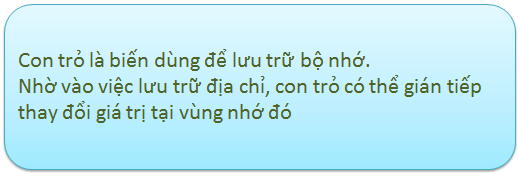 Con trỏ là biến dùng để lưu trữ bộ nhớ.
Nhờ vào việc lưu trữ địa chỉ, con trỏ có thể gián tiếp
thay đổi giá trị tại vùng nhớ đó